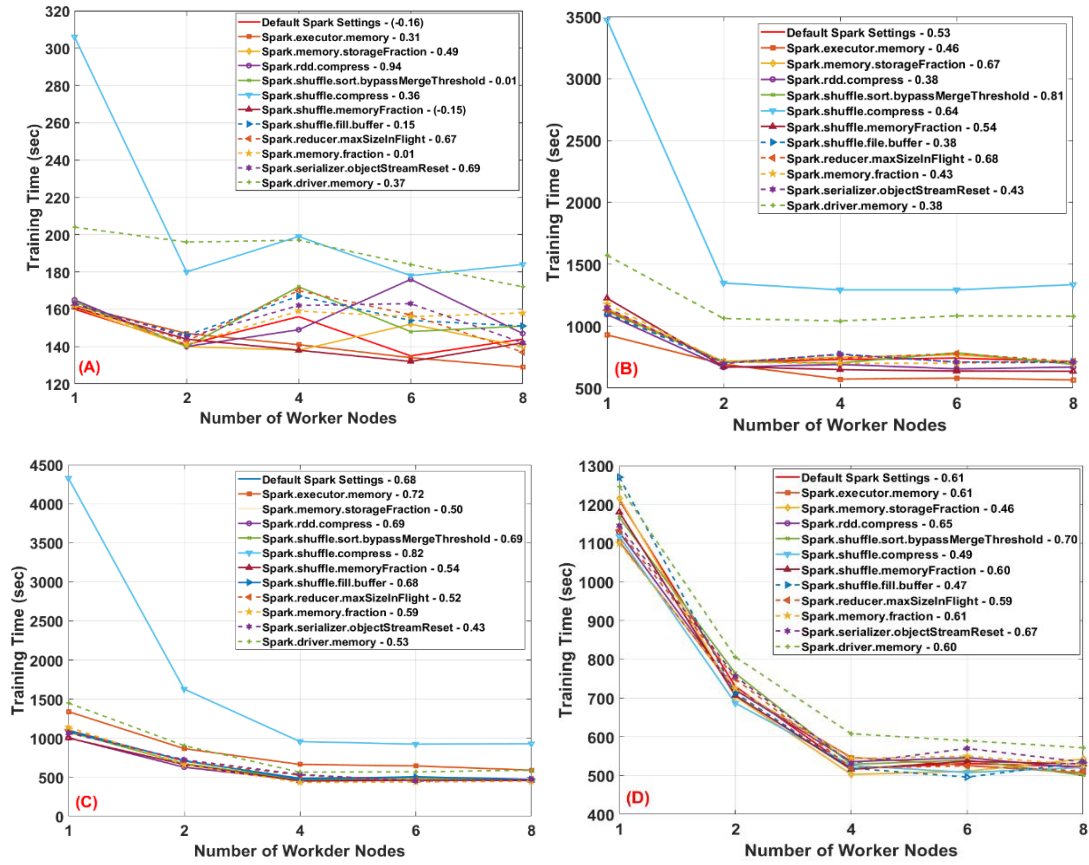 320
300
280
260
240
220
200
180
160
140
120
Training Time (sec)
Default Spark Settings - (-0.16)
Spark.executor.memory - 0.31
Spark.memory.storageFraction - 0.49
Spark.rdd.compress - 0.94
Spark.shuffle.sort.bypassMergeThreshold - 0.01
Spark.shuffle.compress - 0.36
Spark.shuffle.memoryFraction - (-0.15)
Spark.shuffle.fill.buffer - 0.15
Spark.reducer.maxSizeInFlight - 0.67
Spark.memory.fraction - 0.01
Spark.serializer.objectStreamReset - 0.69
Spark.driver.memory - 0.37
(A)
1 2 4 6 8
Number of Worker Nodes
3500
3000
2500
2000
1500
1000
500
Training Time (sec)
Default Spark Settings - 0.53
Spark.executor.memory - 0.46
Spark.memory.storageFraction - 0.67
Spark.rdd.compress - 0.38
Spark.shuffle.sort.bypassMergeThreshold - 0.81
Spark.shuffle.compress - 0.64
Spark.shuffle.memoryFraction - 0.54
Spark.shuffle.file.buffer - 0.38
Spark.reducer.maxSizeInFlight - 0.68
Spark.memory.fraction - 0.43
Spark.serializer.objectStreamReset - 0.43
Spark.driver.memory - 0.38
(B)
1 2 4 6 8
Number of Worker Nodes
4500
4000
3500
3000
2500
2000
1500
1000
500
0
Training Time (sec)
Default Spark Settings - 0.68
Spark.executor.memory - 0.72
Spark.memory.storageFraction - 0.50
Spark.rdd.compress - 0.69
Spark.shuffle.sort.bypassMergeThreshold - 0.69
Spark.shuffle.compress - 0.82
Spark.shuffle.memoryFraction - 0.54
Spark.shuffle.fill.buffer - 0.68
Spark.reducer.maxSizeInFlight - 0.52
Spark.memory.fraction - 0.59
Spark.serializer.objectStreamReset - 0.43
Spark.driver.memory - 0.53
(C)
1 2 4 6 8
Number of Workder Nodes
1300
1200
1100
1000
900
800
700
600
500
400
Training Time (sec)
Default Spark Settings - 0.61
Spark.executor.memory - 0.61
Spark.memory.storageFraction - 0.46
Spark.rdd.compress - 0.65
Spark.shuffle.sort.bypassMergeThreshold - 0.70
Spark.shuffle.compress - 0.49
Spark.shuffle.memoryFraction - 0.60
Spark.shuffle.fill.buffer - 0.47
Spark.reducer.maxSizeInFlight - 0.59
Spark.memory.fraction - 0.61
Spark.serializer.objectStreamReset - 0.67
Spark.driver.memory - 0.60
(D)
1 2 4 6 8
Number of Worker Nodes